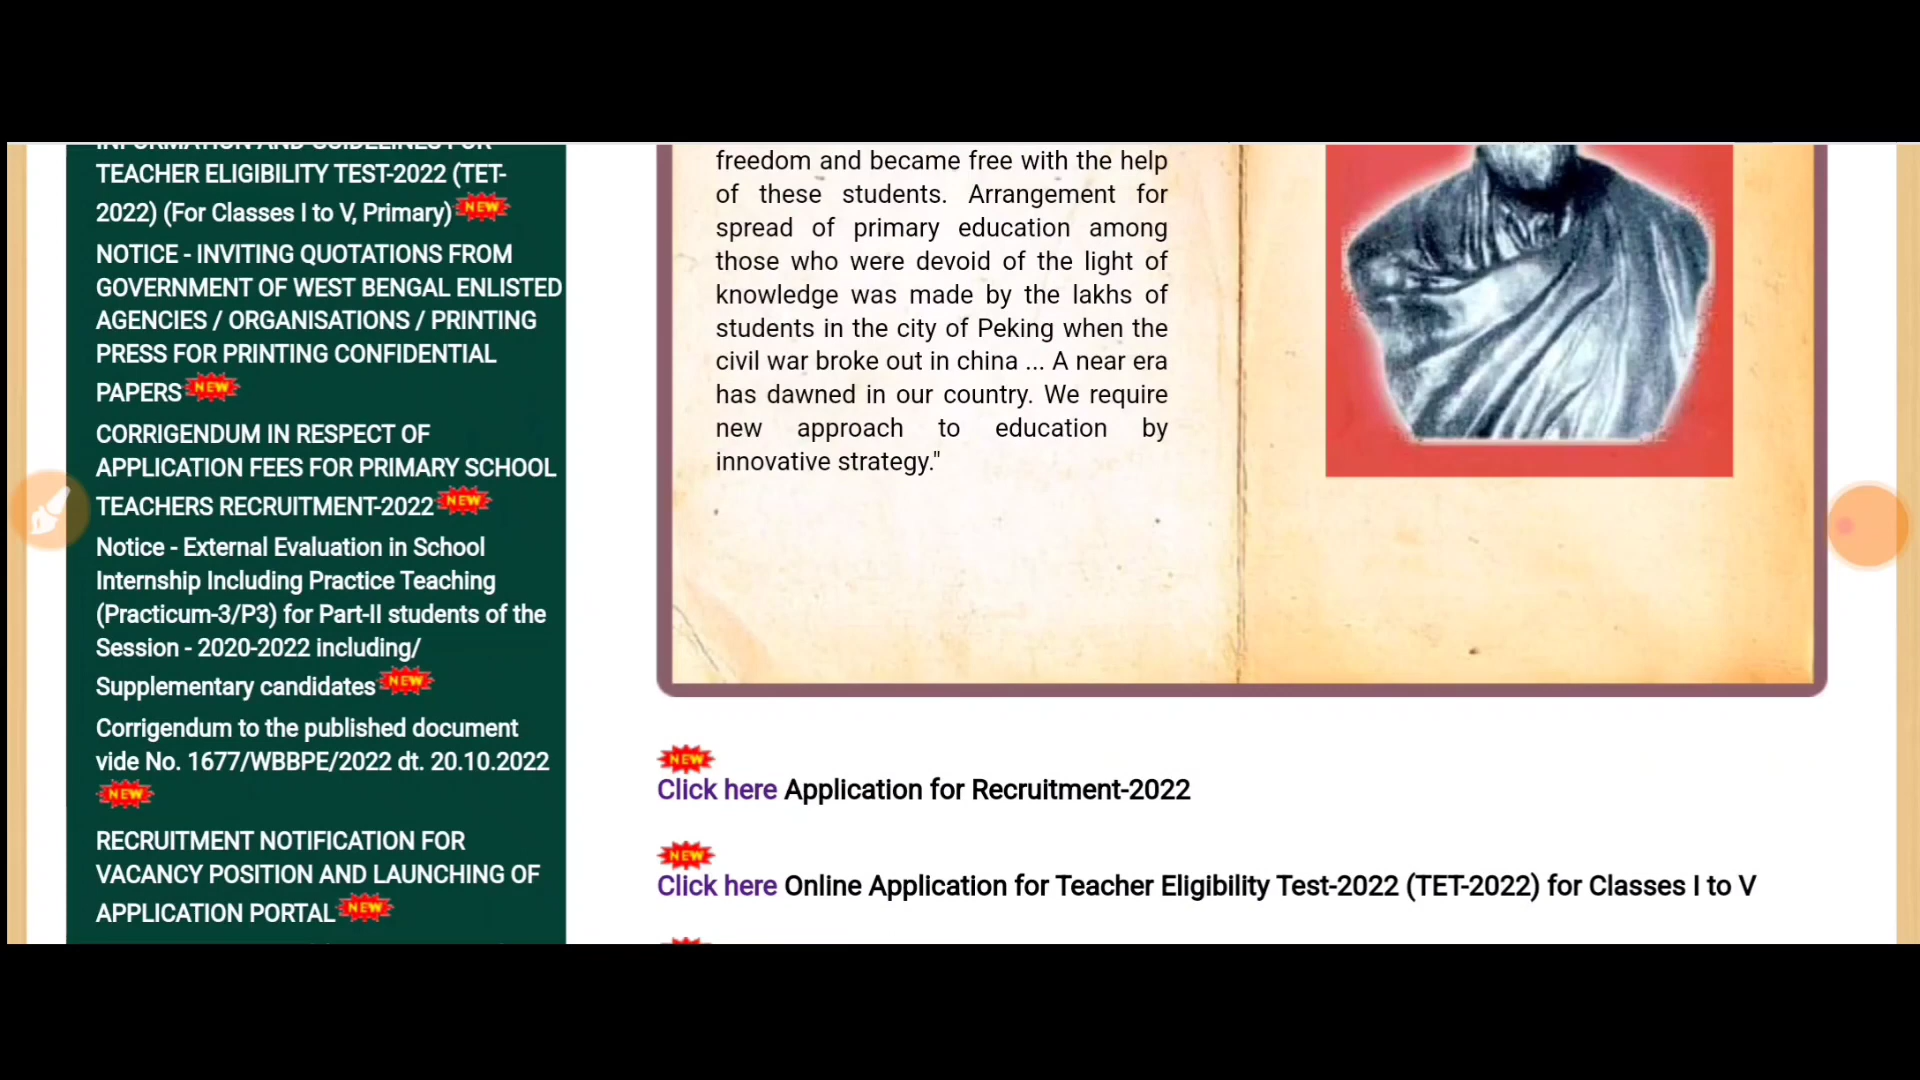 INFORMATION AND GUIDELINES FOR
TEACHER ELIGIBILITY TEST-2022 (TET-
2022) (For Classes I to V, Primary) NEW
NOTICE - INVITING QUOTATIONS FROM
GOVERNMENT OF WEST BENGAL ENLISTED
AGENCIES / ORGANISATIONS / PRINTING
PRESS FOR PRINTING CONFIDENTIAL
PAPERS NEW
CORRIGENDUM IN RESPECT OF
APPLICATION FEES FOR PRIMARY SCHOOL
TEACHERS RECRUITMENT-2022 NEW
Notice - External Evaluation in School
Internship Including Practice Teaching
(Practicum-3/P3) for Part-II students of the
Session - 2020-2022 including/
Supplementary candidates NEW
Corrigendum to the published document
vide No. 1677/WBBPE/2022 dt. 20.10.2022
NEW
RECRUITMENT NOTIFICATION FOR
VACANCY POSITION AND LAUNCHING OF
APPLICATION PORTAL NEW
freedom and became free with the help
of these students. Arrangement for
spread of primary education among
those who were devoid of the light of
knowledge was made by the lakhs of
students in the city of Peking when the
civil war broke out in china ... A near era
has dawned in our country. We require
new approach to education by
innovative strategy."
NEW
Click here Application for Recruitment-2022
NEW
Click here Online Application for Teacher Eligibility Test-2022 (TET-2022) for Classes I to V